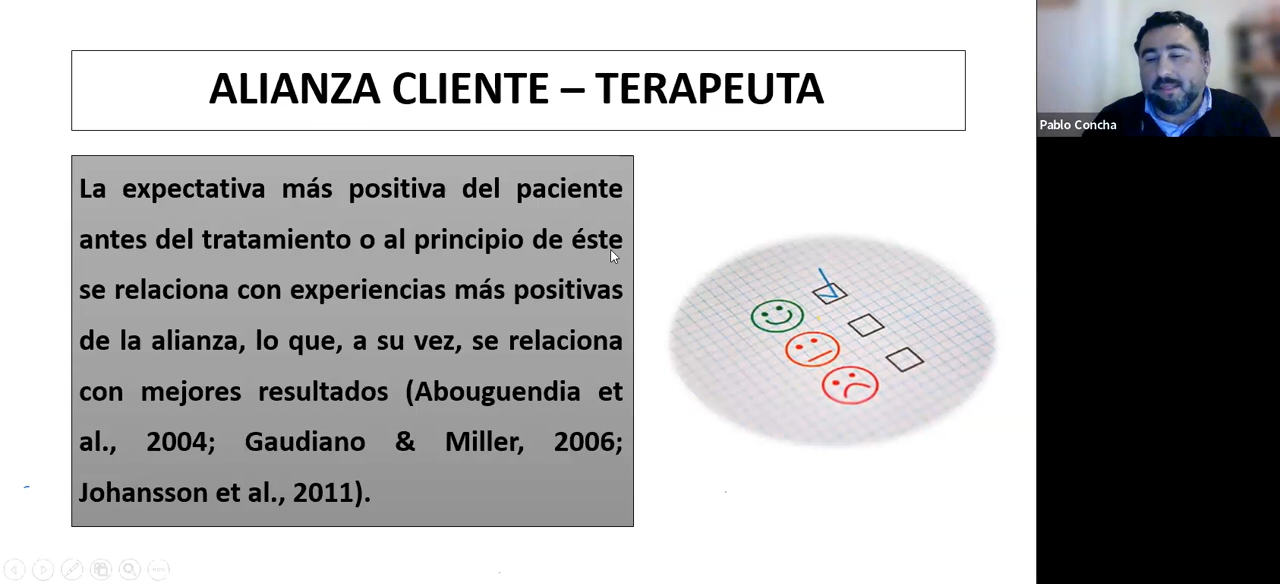 ALIANZA CLIENTE – TERAPEUTA
La expectativa más positiva del paciente
antes del tratamiento o al principio de éste
se relaciona con experiencias más positivas
de la alianza, lo que, a su vez, se relaciona
con mejores resultados (Abouguendia et
al., 2004; Gaudiano & Miller, 2006;
Johansson et al., 2011).
Pablo Concha